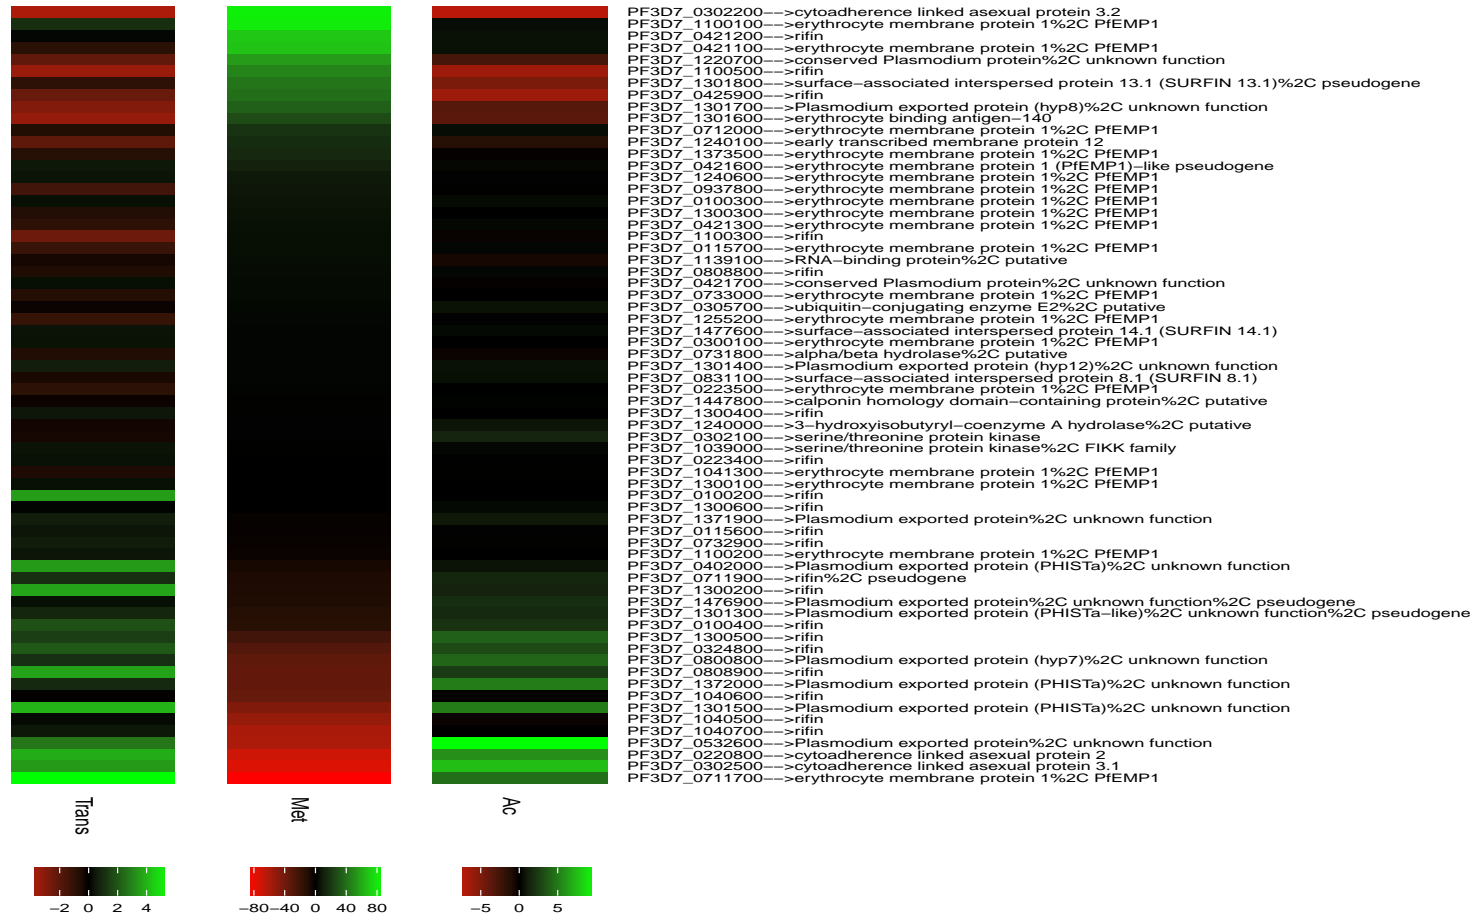 PF3D7_0302200−−>cytoadherence linked asexual protein 3.2
PF3D7_1100100−−>erythrocyte membrane protein 1%2C PfEMP1
PF3D7_0421200−−>rifin
PF3D7_0421100−−>erythrocyte membrane protein 1%2C PfEMP1
PF3D7_1220700−−>conserved Plasmodium protein%2C unknown function
PF3D7_1100500−−>rifin
PF3D7_1301800−−>surface−associated interspersed protein 13.1 (SURFIN 13.1)%2C pseudogene
PF3D7_0425900−−>rifin
PF3D7_1301700−−>Plasmodium exported protein (hyp8)%2C unknown function
PF3D7_1301600−−>erythrocyte binding antigen−140
PF3D7_0712000−−>erythrocyte membrane protein 1%2C PfEMP1
PF3D7_1240100−−>early transcribed membrane protein 12
PF3D7_1373500−−>erythrocyte membrane protein 1%2C PfEMP1
PF3D7_0421600−−>erythrocyte membrane protein 1 (PfEMP1)−like pseudogene
PF3D7_1240600−−>erythrocyte membrane protein 1%2C PfEMP1
PF3D7_0937800−−>erythrocyte membrane protein 1%2C PfEMP1
PF3D7_0100300−−>erythrocyte membrane protein 1%2C PfEMP1
PF3D7_1300300−−>erythrocyte membrane protein 1%2C PfEMP1
PF3D7_0421300−−>erythrocyte membrane protein 1%2C PfEMP1
PF3D7_1100300−−>rifin
PF3D7_0115700−−>erythrocyte membrane protein 1%2C PfEMP1
PF3D7_1139100−−>RNA−binding protein%2C putative
PF3D7_0808800−−>rifin
PF3D7_0421700−−>conserved Plasmodium protein%2C unknown function
PF3D7_0733000−−>erythrocyte membrane protein 1%2C PfEMP1
PF3D7_0305700−−>ubiquitin−conjugating enzyme E2%2C putative
PF3D7_1255200−−>erythrocyte membrane protein 1%2C PfEMP1
PF3D7_1477600−−>surface−associated interspersed protein 14.1 (SURFIN 14.1)
PF3D7_0300100−−>erythrocyte membrane protein 1%2C PfEMP1
PF3D7_0731800−−>alpha/beta hydrolase%2C putative
PF3D7_1301400−−>Plasmodium exported protein (hyp12)%2C unknown function
PF3D7_0831100−−>surface−associated interspersed protein 8.1 (SURFIN 8.1)
PF3D7_0223500−−>erythrocyte membrane protein 1%2C PfEMP1
PF3D7_1447800−−>calponin homology domain−containing protein%2C putative
PF3D7_1300400−−>rifin
PF3D7_1240000−−>3−hydroxyisobutyryl−coenzyme A hydrolase%2C putative
PF3D7_0302100−−>serine/threonine protein kinase
PF3D7_1039000−−>serine/threonine protein kinase%2C FIKK family
PF3D7_0223400−−>rifin
PF3D7_1041300−−>erythrocyte membrane protein 1%2C PfEMP1
PF3D7_1300100−−>erythrocyte membrane protein 1%2C PfEMP1
PF3D7_0100200−−>rifin
PF3D7_1300600−−>rifin
PF3D7_1371900−−>Plasmodium exported protein%2C unknown function
PF3D7_0115600−−>rifin
PF3D7_0732900−−>rifin
PF3D7_1100200−−>erythrocyte membrane protein 1%2C PfEMP1
PF3D7_0402000−−>Plasmodium exported protein (PHISTa)%2C unknown function
PF3D7_0711900−−>rifin%2C pseudogene
PF3D7_1300200−−>rifin
PF3D7_1476900−−>Plasmodium exported protein%2C unknown function%2C pseudogene
PF3D7_1301300−−>Plasmodium exported protein (PHISTa−like)%2C unknown function%2C pseudogene
PF3D7_0100400−−>rifin
PF3D7_1300500−−>rifin
PF3D7_0324800−−>rifin
PF3D7_0800800−−>Plasmodium exported protein (hyp7)%2C unknown function
PF3D7_0808900−−>rifin
PF3D7_1372000−−>Plasmodium exported protein (PHISTa)%2C unknown function
PF3D7_1040600−−>rifin
PF3D7_1301500−−>Plasmodium exported protein (PHISTa)%2C unknown function
PF3D7_1040500−−>rifin
PF3D7_1040700−−>rifin
PF3D7_0532600−−>Plasmodium exported protein%2C unknown function
PF3D7_0220800−−>cytoadherence linked asexual protein 2
PF3D7_0302500−−>cytoadherence linked asexual protein 3.1
PF3D7_0711700−−>erythrocyte membrane protein 1%2C PfEMP1
Trans
Met
Ac
−2 0 2 4
−80 −40 0 40 80
−5 0 5